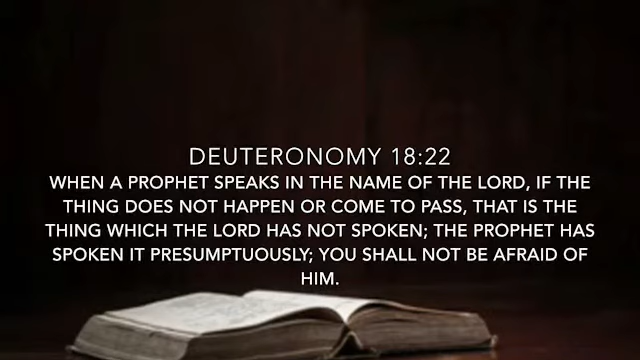 DEUTERONOMY 18:22
WHEN A PROPHET SPEAKS IN THE NAME OF THE LORD, IF THE
THING DOES NOT HAPPEN OR COME TO PASS, THAT IS THE
THING WHICH THE LORD HAS NOT SPOKEN; THE PROPHET HAS
SPOKEN IT PRESUMPTUOUSLY; YOU SHALL NOT BE AFRAID OF
HIM.